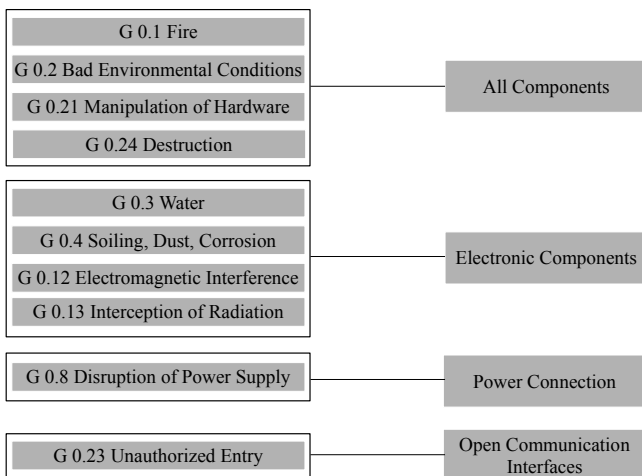 G 0.1 Fire
G 0.2 Bad Environmental Conditions
G 0.21 Manipulation of Hardware
G 0.24 Destruction
All Components
G 0.3 Water
G 0.4 Soiling, Dust, Corrosion
G 0.12 Electromagnetic Interference
G 0.13 Interception of Radiation
Electronic Components
G 0.8 Disruption of Power Supply
Power Connection
G 0.23 Unauthorized Entry
Open Communication
Interfaces